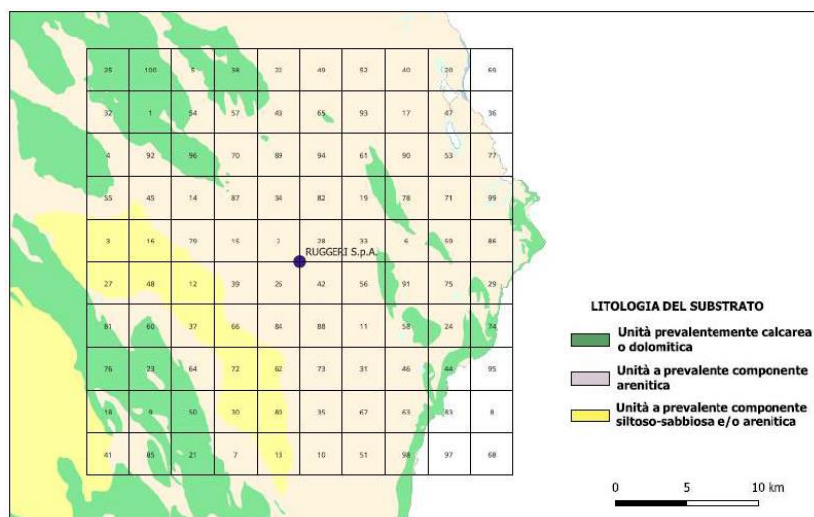 25 100 5 38 22 49 52 40 20 69
32 1 54 57 43 65 93 17 47 36
4 92 96 70 89 94 61 90 53 77
55 45 14 87 34 82 19 78 71 99
3 16 79 15 2 28 33 6 59 86
RUGGERI S.p.A.
27 48 12 39 26 42 56 91 75 29
81 60 37 66 84 88 11 58 24 74
76 23 64 72 62 73 31 46 44 95
18 9 50 30 80 35 67 63 83 8
41 85 21 7 13 10 51 98 97 68
LITOLOGIA DEL SUBSTRATO
Unità prevalentemente calcarea
o dolomitica
Unità a prevalente componente
arenitica
Unità a prevalente componente
siltoso-sabbiosa e/o arenitica
0 5 10 km